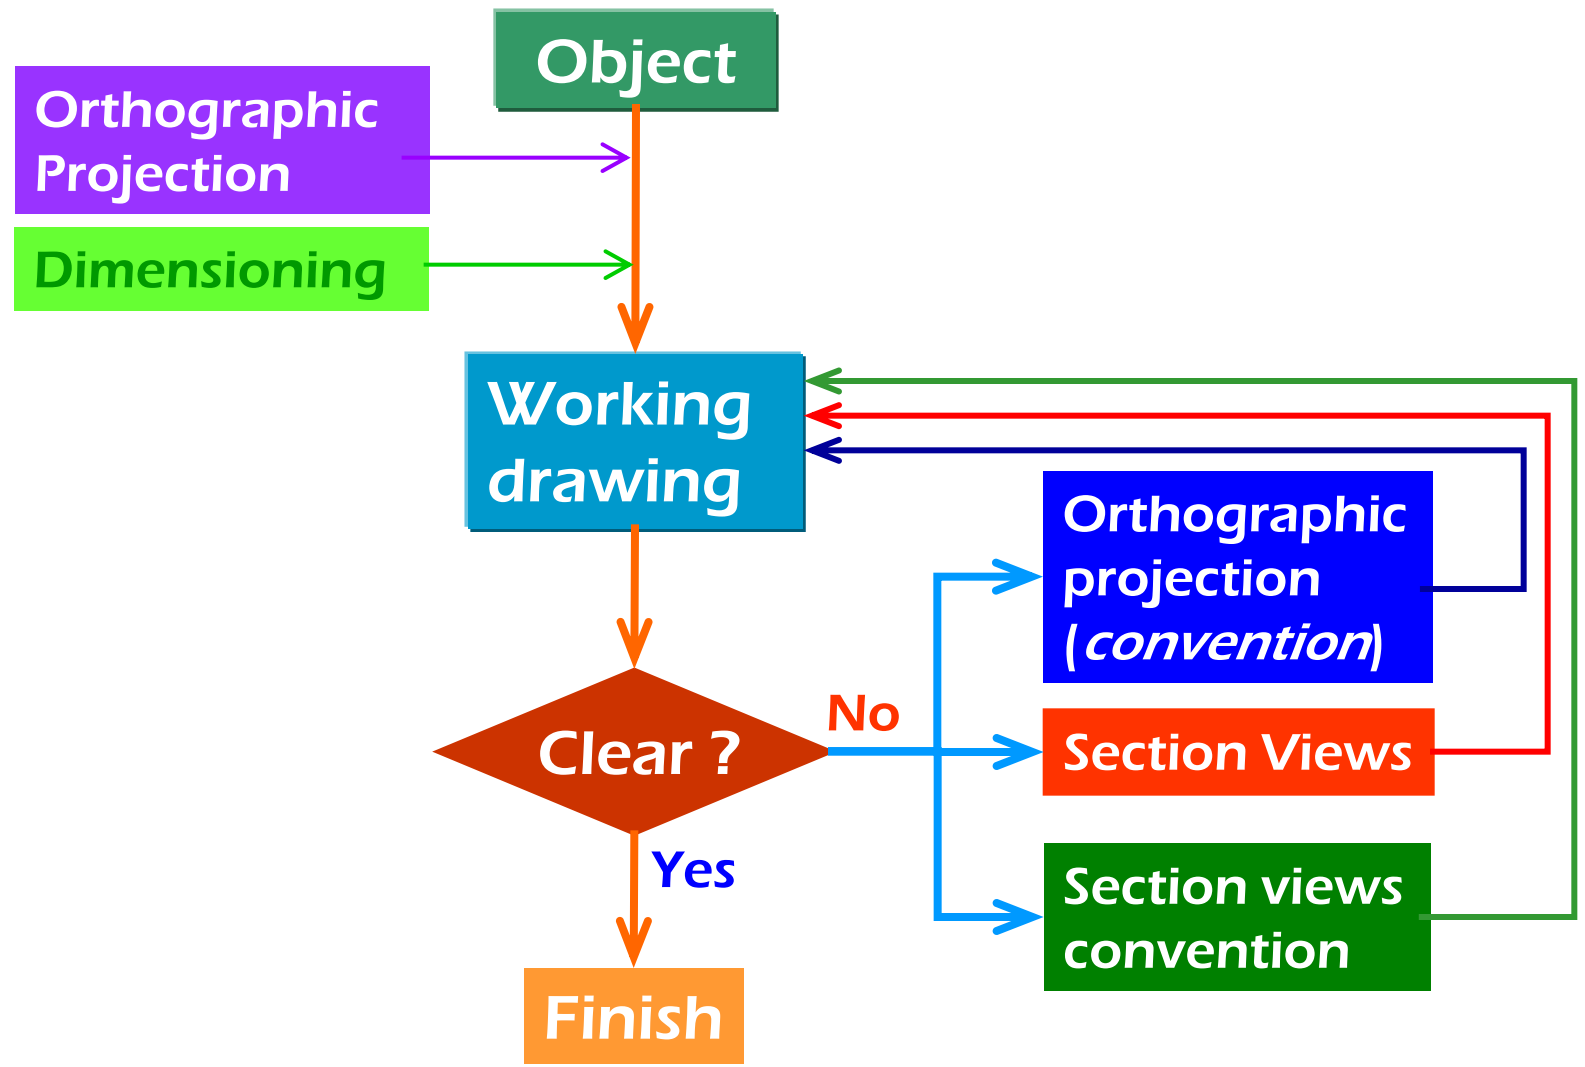 Object
Orthographic
Projection
Dimensioning
Working
drawing
Orthographic
projection
(convention)
No
Clear ?
Section Views
Yes
Section views
convention
Finish